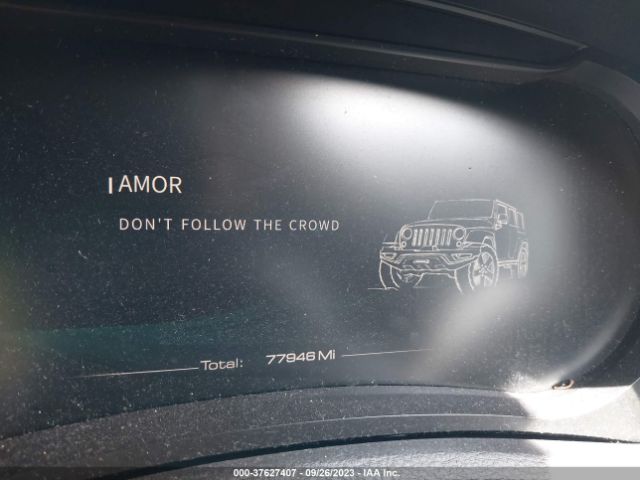 AMOR
DON'T FOLLOW THE CROWD
Total: 77946 Mi
000-37627407 - 09/26/2023 - IAA Inc.